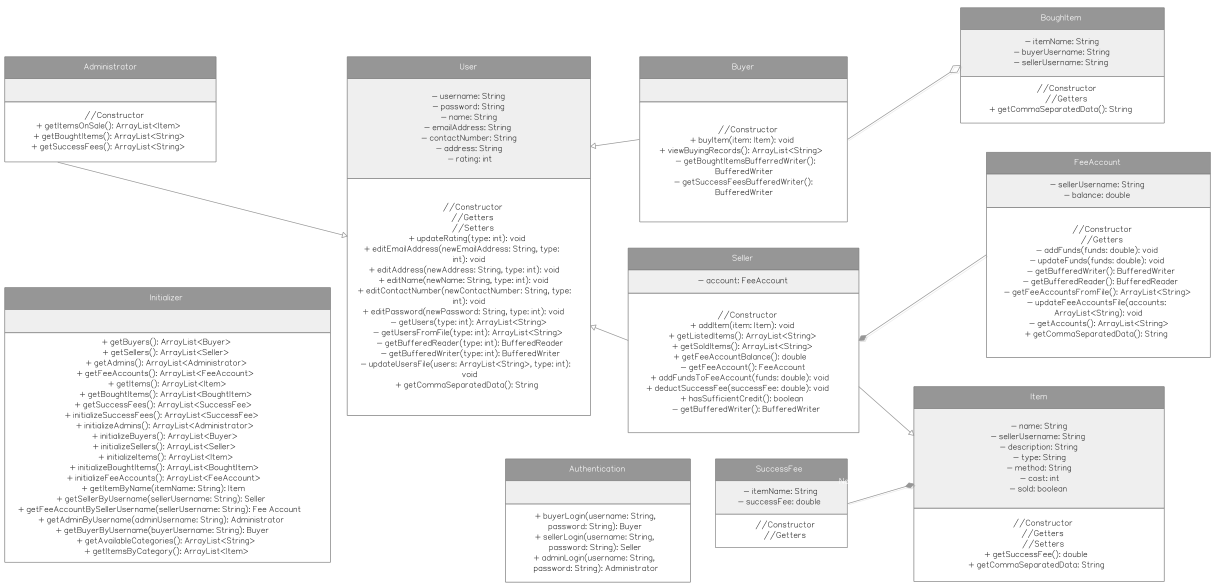 Administrator
//Constructor
+ getItemsOnSale(): ArrayList<Item>
+ getBoughtItems(): ArrayList<String>
+ getSuccessFees(): ArrayList<String>
Initializer
+ getBuyers(): ArrayList<Buyer>
+ getSellers(): ArrayList<Seller>
+ getAdmins(): ArrayList<Administrator>
+ getFeeAccounts(): ArrayList<FeeAccount>
+ getItems(): ArrayList<Item>
+ getBoughtItems(): ArrayList<BoughtItem>
+ getSuccessFees(): ArrayList<SuccessFee>
+ initializeSuccessFees(): ArrayList<SuccessFee>
+ initializeAdmins(): ArrayList<Administrator>
+ initializeBuyers(): ArrayList<Buyer>
+ initializeSellers(): ArrayList<Seller>
+ initializeItems(): ArrayList<Item>
+ initializeBoughtItems(): ArrayList<BoughtItem>
+ initializeFeeAccounts(): ArrayList<FeeAccount>
+ getItemByName(itemName: String): Item
+ getSellerByUsername(sellerUsername: String): Seller
+ getFeeAccountBySellerUsername(sellerUsername: String): Fee Account
+ getAdminByUsername(adminUsername: String): Administrator
+ getBuyerByUsername(buyerUsername: String): Buyer
+ getAvailableCategories(): ArrayList<String>
+ getItemsByCategory(): ArrayList<Item>
User
– username: String
– password: String
– name: String
– emailAddress: String
– contactNumber: String
– address: String
– rating: int
//Constructor
//Getters
//Setters
+ updateRating(type: int): void
+ editEmailAddress(newEmailAddress: String, type:
int): void
+ editAddress(newAddress: String, type: int): void
+ editName(newName: String, type: int): void
+ editContactNumber(newContactNumber: String, type:
int): void
+ editPassword(newPassword: String, type: int): void
– getUsers(type: int): ArrayList<String>
– getUsersFromFile(type: int): ArrayList<String>
– getBufferedReader(type: int): BufferedReader
– getBufferedWriter(type: int): BufferedWriter
– updateUsersFile(users: ArrayList<String>, type: int):
void
+ getCommaSeparatedData(): String
Buyer
//Constructor
+ buyItem(item: Item): void
+ viewBuyingRecords(): ArrayList<String>
– getBoughtItemsBufferredWriter():
BufferedWriter
– getSuccessFeesBufferedWriter():
BufferedWriter
Seller
– account: FeeAccount
//Constructor
+ addItem(item: Item): void
+ getListedItems(): ArrayList<String>
+ getSoldItems(): ArrayList<String>
+ getFeeAccountBalance(): double
– getFeeAccount(): FeeAccount
+ addFundsToFeeAccount(funds: double): void
+ deductSuccessFee(successFee: double): void
+ hasSufficientCredit(): boolean
– getBufferedWriter(): BufferedWriter
Authentication
+ buyerLogin(username: String,
password: String): Buyer
+ sellerLogin(username: String,
password: String): Seller
+ adminLogin(username: String,
password: String): Administrator
SuccessFee
– itemName: String
– successFee: double
//Constructor
//Getters
BoughtItem
– itemName: String
– buyerUsername: String
– sellerUsername: String
//Constructor
//Getters
+ getCommaSeparatedData(): String
FeeAccount
– sellerUsername: String
– balance: double
//Constructor
//Getters
– addFunds(funds: double): void
– updateFunds(funds: double): void
– getBufferedWriter(): BufferedWriter
– getBufferedReader(): BufferedReader
– getFeeAccountsFromFile(): ArrayList<String>
– updateFeeAccountsFile(accounts:
ArrayList<String): void
– getAccounts(): ArrayList<String>
+ getCommaSeparatedData(): String
Item
– name: String
– sellerUsername: String
– description: String
– type: String
– method: String
– cost: int
– sold: boolean
//Constructor
//Getters
//Setters
+ getSuccessFee(): double
+ getCommaSeparatedData: String